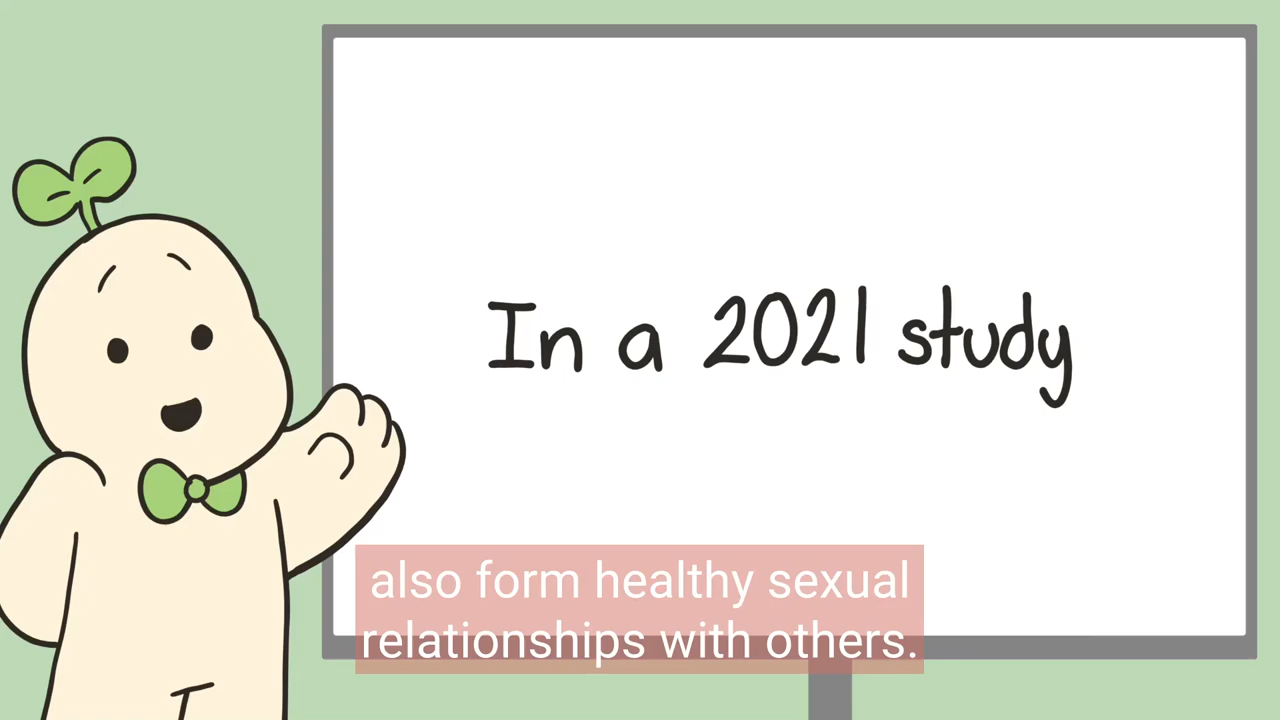 In a 2021 study
also form healthy sexual
relationships with others.